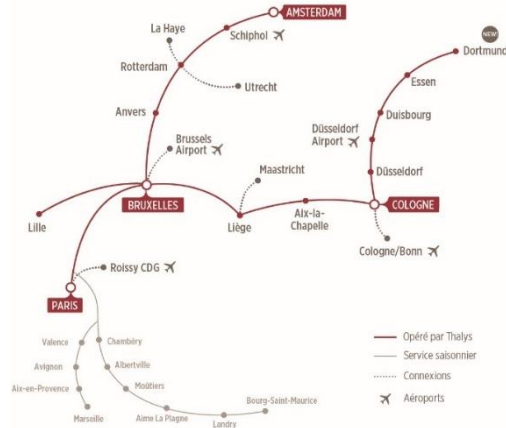 AMSTERDAM
La Haye
Schiphol
NEW!
Dortmund
Rotterdam
Essen
Utrecht
Anvers
Duisbourg
Brussels
Airport
Düsseldorf
Airport
Maastricht
Düsseldorf
BRUXELLES
COLOGNE
Lille
Liège
Aix-la-
Chapelle
Cologne/Bonn
Roissy CDG
PARIS
Valence
Chambéry
Avignon
Albertville
Aix-en-Provence
Moûtiers
Marseille
Aime La Plagne
Landry
Bourg-Saint-Maurice
Opéré par Thalys
Service saisonnier
Connexions
Aéroports